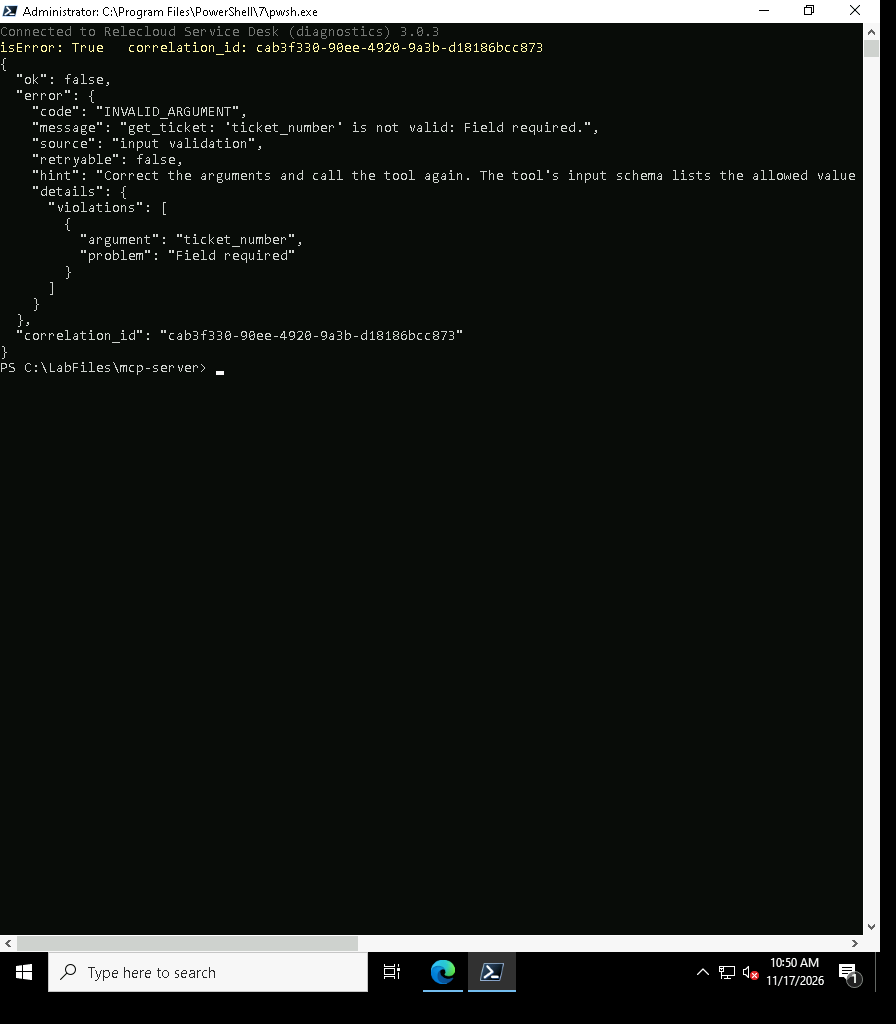 Administrator: C:\Program Files\PowerShell\7\pwsh.exe
Connected to Relecloud Service Desk (diagnostics) 3.0.3
isError: True   correlation_id: cab3f330-90ee-4920-9a3b-d18186bcc873
{
  "ok": false,
  "error": {
    "code": "INVALID_ARGUMENT",
    "message": "get_ticket: 'ticket_number' is not valid: Field required.",
    "source": "input validation",
    "retryable": false,
    "hint": "Correct the arguments and call the tool again. The tool's input schema lists the allowed value
    "details": {
      "violations": [
        {
          "argument": "ticket_number",
          "problem": "Field required"
        }
      ]
    }
  },
  "correlation_id": "cab3f330-90ee-4920-9a3b-d18186bcc873"
}
PS C:\LabFiles\mcp-server> _
Type here to search
10:50 AM
11/17/2026
1